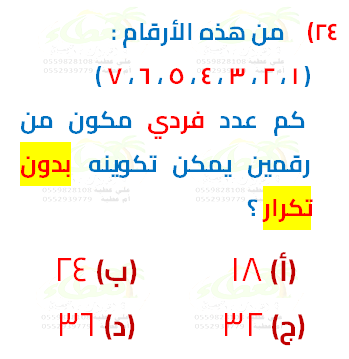 ٢٤) من هذه الأرقام :
(١، ٢، ٣، ٤، ٥، ٦، ٧)
كم عدد فردي مكون من
رقمين يمكن تكوينه بدون
تكرار ؟
(أ) ١٨ (ب) ٢٤
(ج) ٣٢ (د) ٣٦